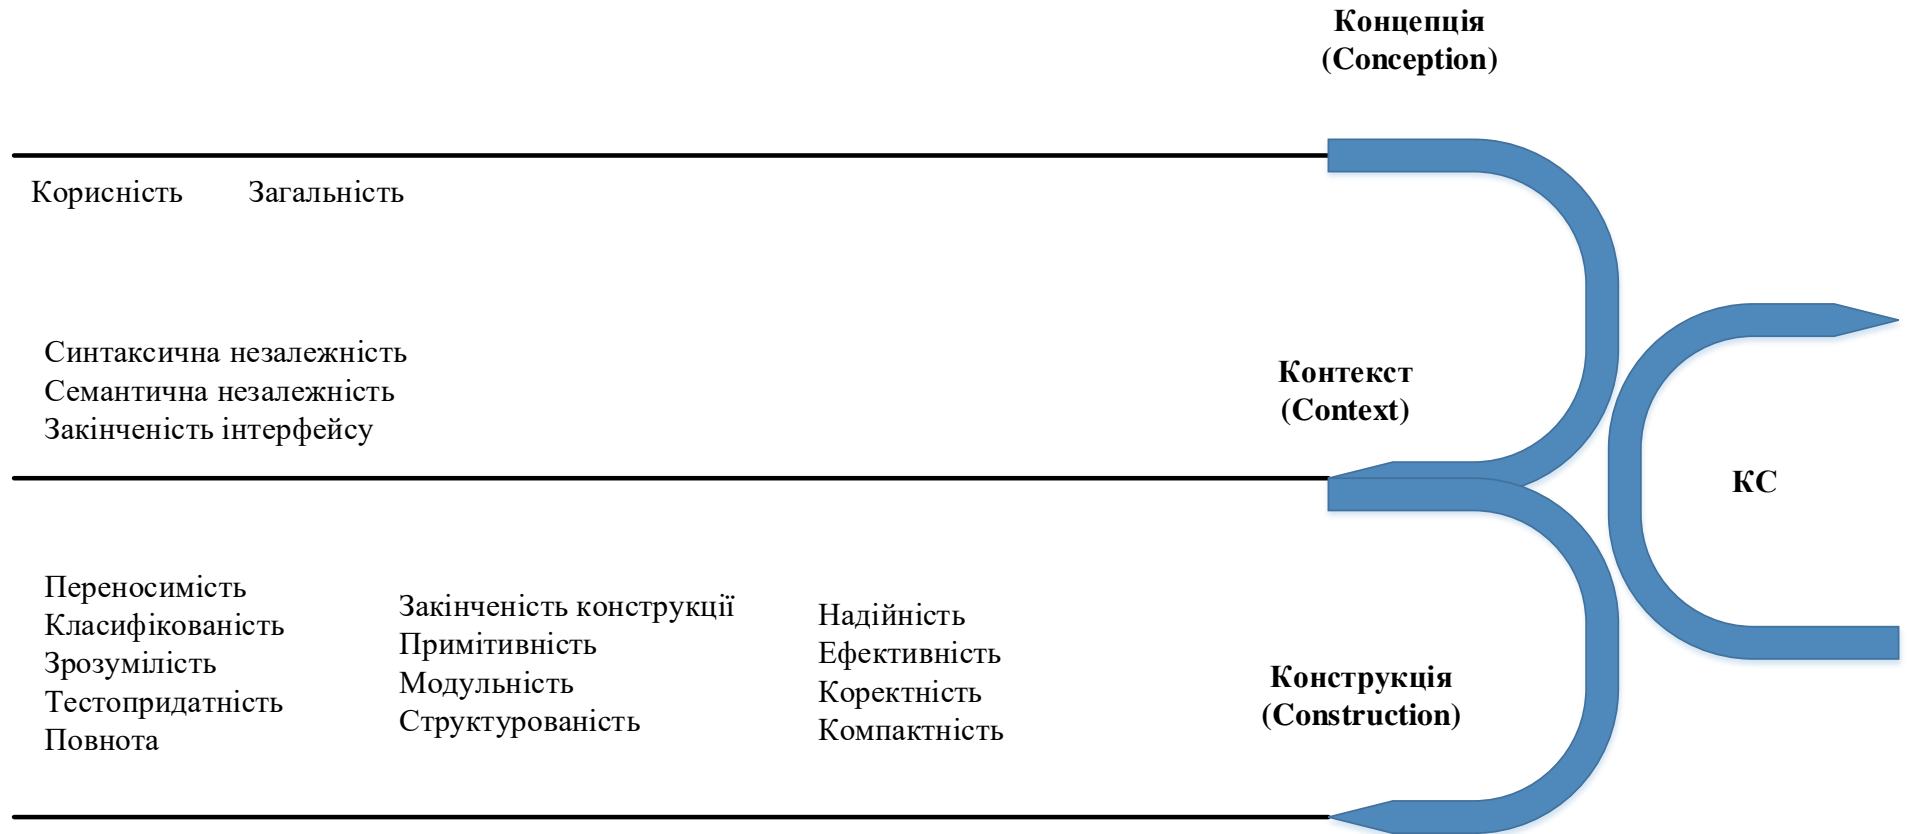 Концепція
(Conception)
Корисність Загальність
Синтаксична незалежність
Семантична незалежність
Закінченість інтерфейсу
Контекст
(Context)
КС
Переносимість
Класифікованість
Зрозумілість
Тестопридатність
Повнота
Закінченість конструкції
Примітивність
Модульність
Структурованість
Надійність
Ефективність
Коректність
Компактність
Конструкція
(Construction)